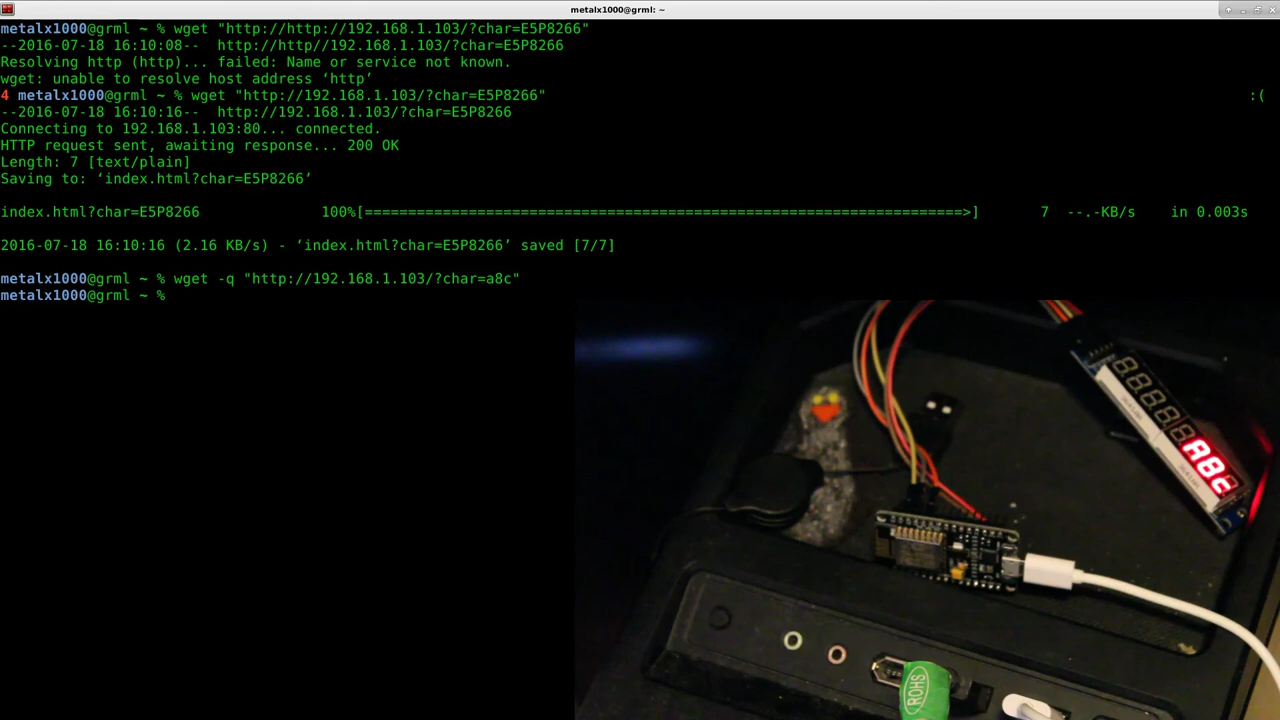 metalx1000@grml: ~
metalx1000@grml ~ % wget "http://http://192.168.1.103/?char=E5P8266"
--2016-07-18 16:10:08--  http://http//192.168.1.103/?char=E5P8266
Resolving http (http)... failed: Name or service not known.
wget: unable to resolve host address ‘http’
4 metalx1000@grml ~ % wget "http://192.168.1.103/?char=E5P8266" :(
--2016-07-18 16:10:16--  http://192.168.1.103/?char=E5P8266
Connecting to 192.168.1.103:80... connected.
HTTP request sent, awaiting response... 200 OK
Length: 7 [text/plain]
Saving to: ‘index.html?char=E5P8266’
index.html?char=E5P8266 100%[=====================================================================>] 7 --.-KB/s in 0.003s
2016-07-18 16:10:16 (2.16 KB/s) - ‘index.html?char=E5P8266’ saved [7/7]
metalx1000@grml ~ % wget -q "http://192.168.1.103/?char=a8c"
metalx1000@grml ~ %
A8c
ROHS